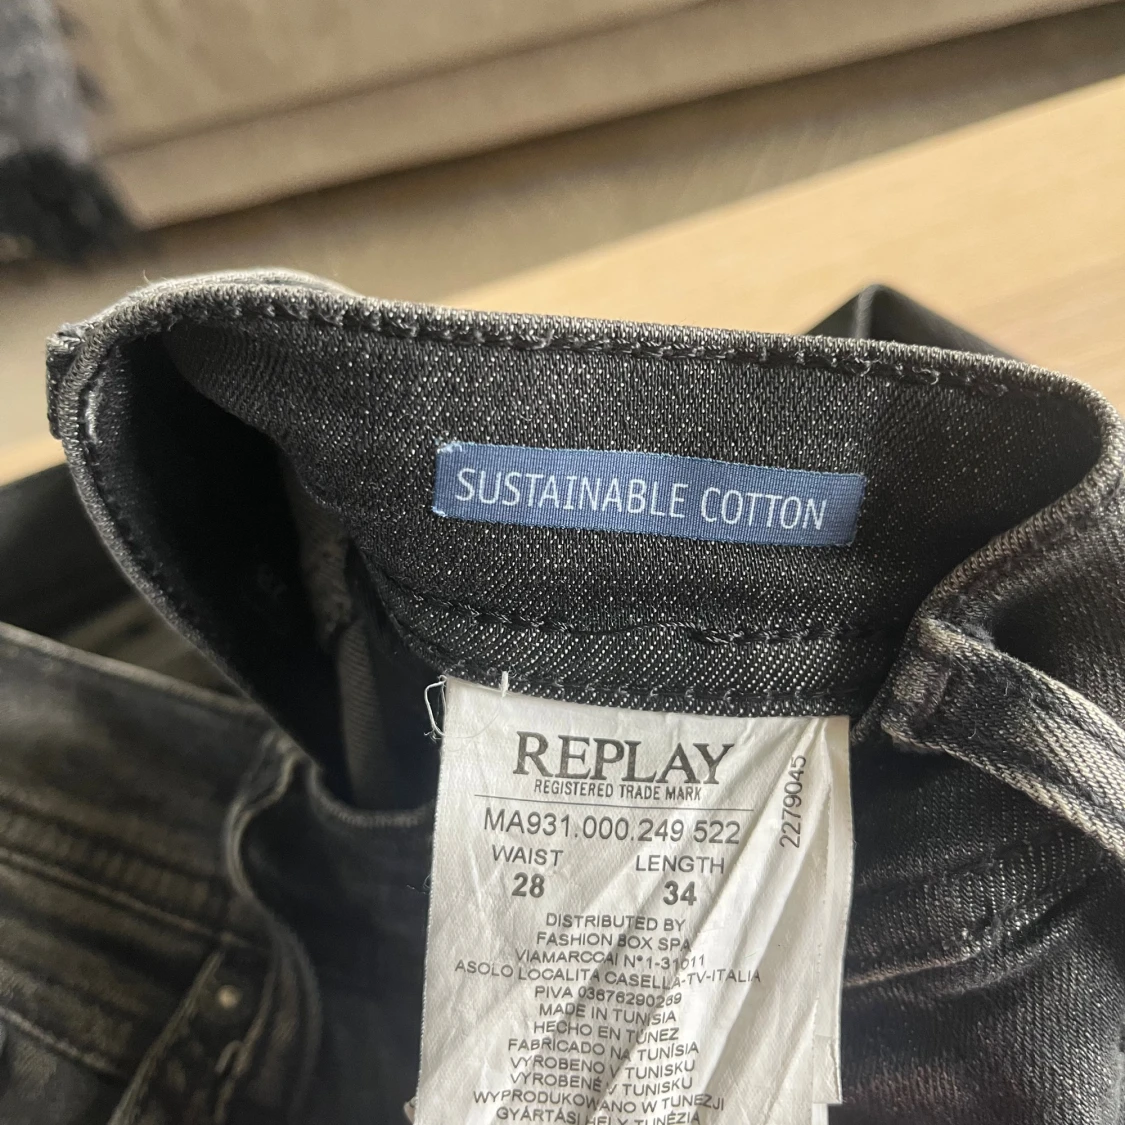 SUSTAINABLE COTTON
REPLAY
REGISTERED TRADE MARK
MA931.000.249 522
2279045
WAIST LENGTH
28 34
DISTRIBUTED BY
FASHION BOX SPA
VIAMARCOAI N°1-31011
ASOLO LOCALITA CASELLA-TV-ITALIA
PIVA 03676290269
MADE IN TUNISIA
HECHO EN TÚNEZ
FABRICADO NA TUNÍSIA
VYROBENO V TUNISKU
VYROBENÉ V TUNISKU
WYPRODUKOWANO W TUNEZJI
GYÁRTÁSI HELY TUNÉZIA